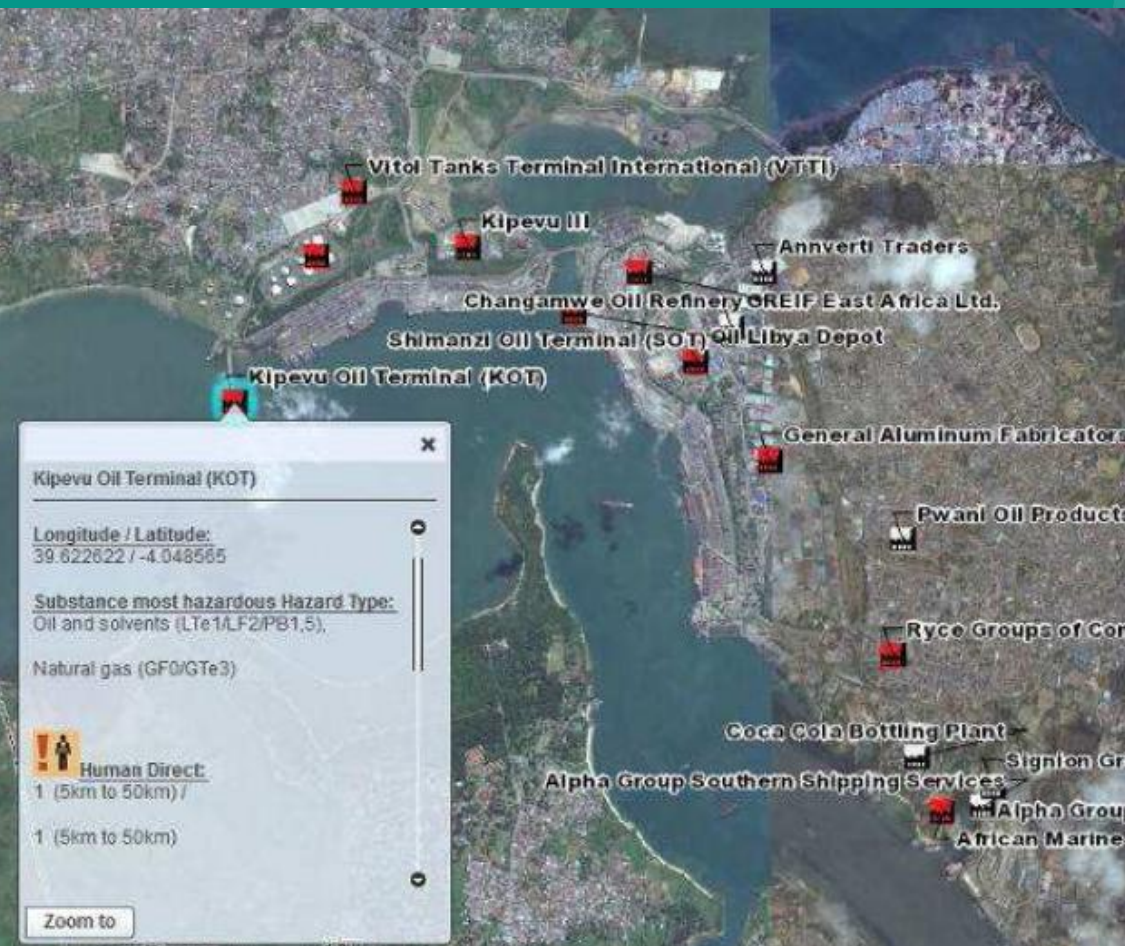 Vitol Tanks Terminal International (VTTI)
Kipevu III
Annverti Traders
Changamwe Oil Refinery
GREIF East Africa Ltd.
Shimanzi Oil Terminal (SOT)
Oil Libya Depot
Kipevu Oil Terminal (KOT)
General Aluminum Fabricators
Pwani Oil Products
Ryce Groups of Com
Coca Cola Bottling Plant
Signion Gr
Alpha Group Southern Shipping Services
Alpha Group
African Marine
Kipevu Oil Terminal (KOT)
Longitude / Latitude:
39.622622 / -4.048565
Substance most hazardous Hazard Type:
Oil and solvents (LTe1/LF2/PB1,5),
Natural gas (GF0/GTe3)
Human Direct:
1 (5km to 50km) /
1 (5km to 50km)
Zoom to